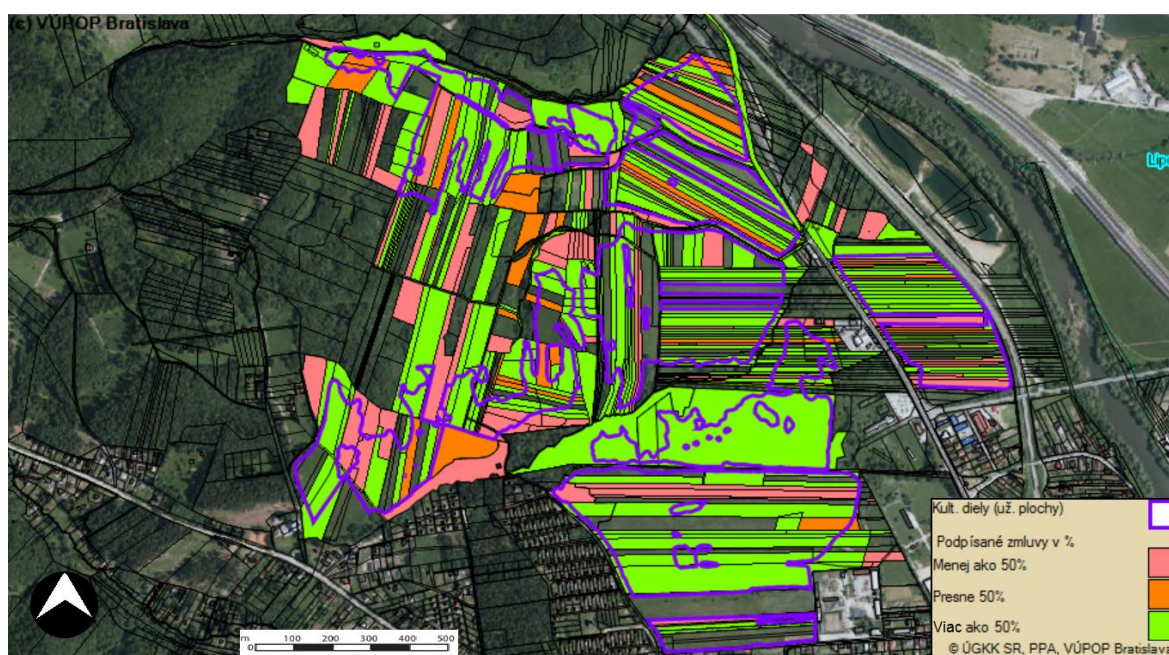 (c) VÚPOP Bratislava
Kult. diely (už. plochy)
Podpísané zmluvy v %
Menej ako 50%
Presne 50%
Viac ako 50%
© ÚGKK SR, PPA, VÚPOP Bratislava
m
100 200 300 400 500
0